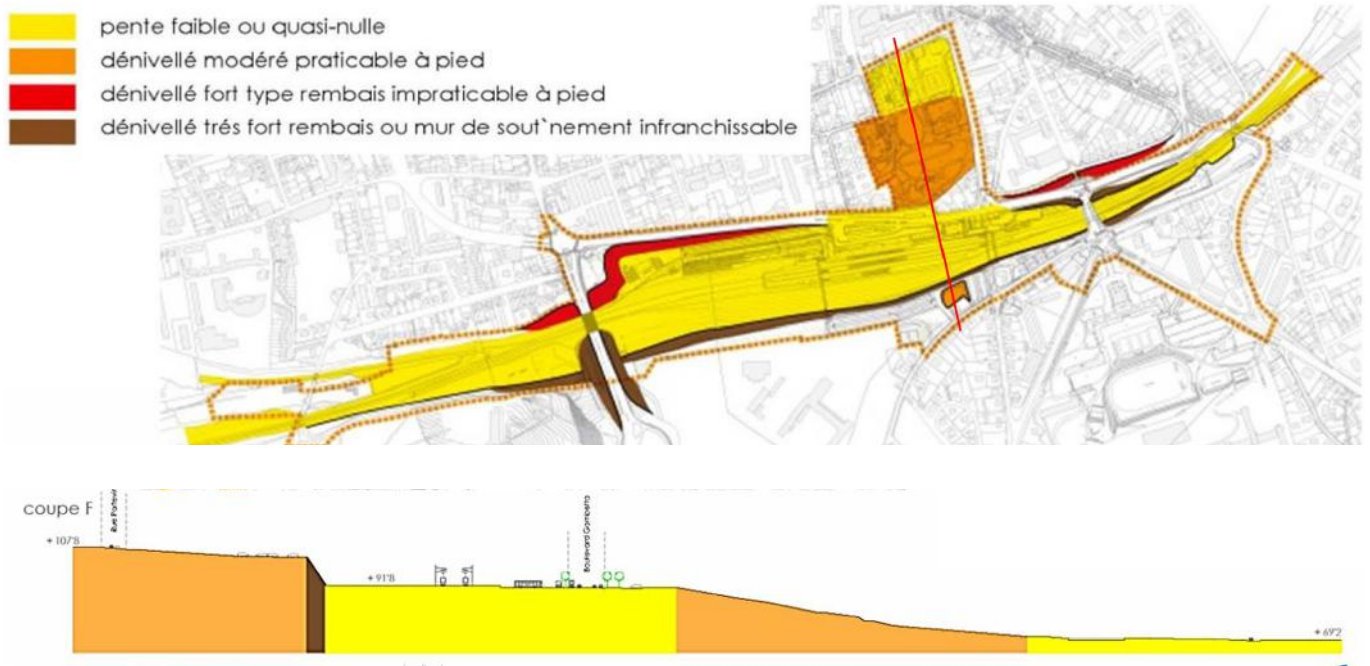 pente faible ou quasi-nulle
dénivellé modéré praticable à pied
dénivellé fort type rembais impraticable à pied
dénivellé trés fort rembais ou mur de sout`nement infranchissable
coupe F
Boulevard Gambetta
+ 107'8
+ 91'8
+ 69'2